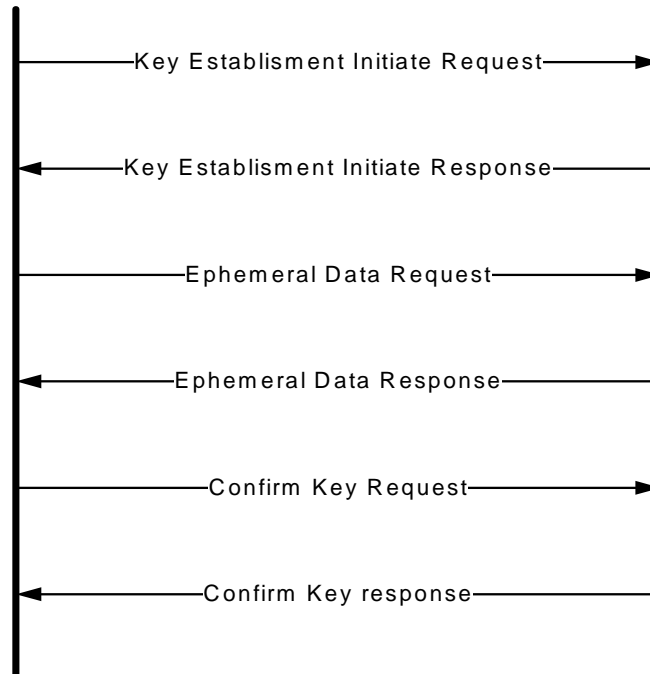 Key Establisment Initiate Request
Key Establisment Initiate Response
Ephemeral Data Request
Ephemeral Data Response
Confirm Key Request
Confirm Key response